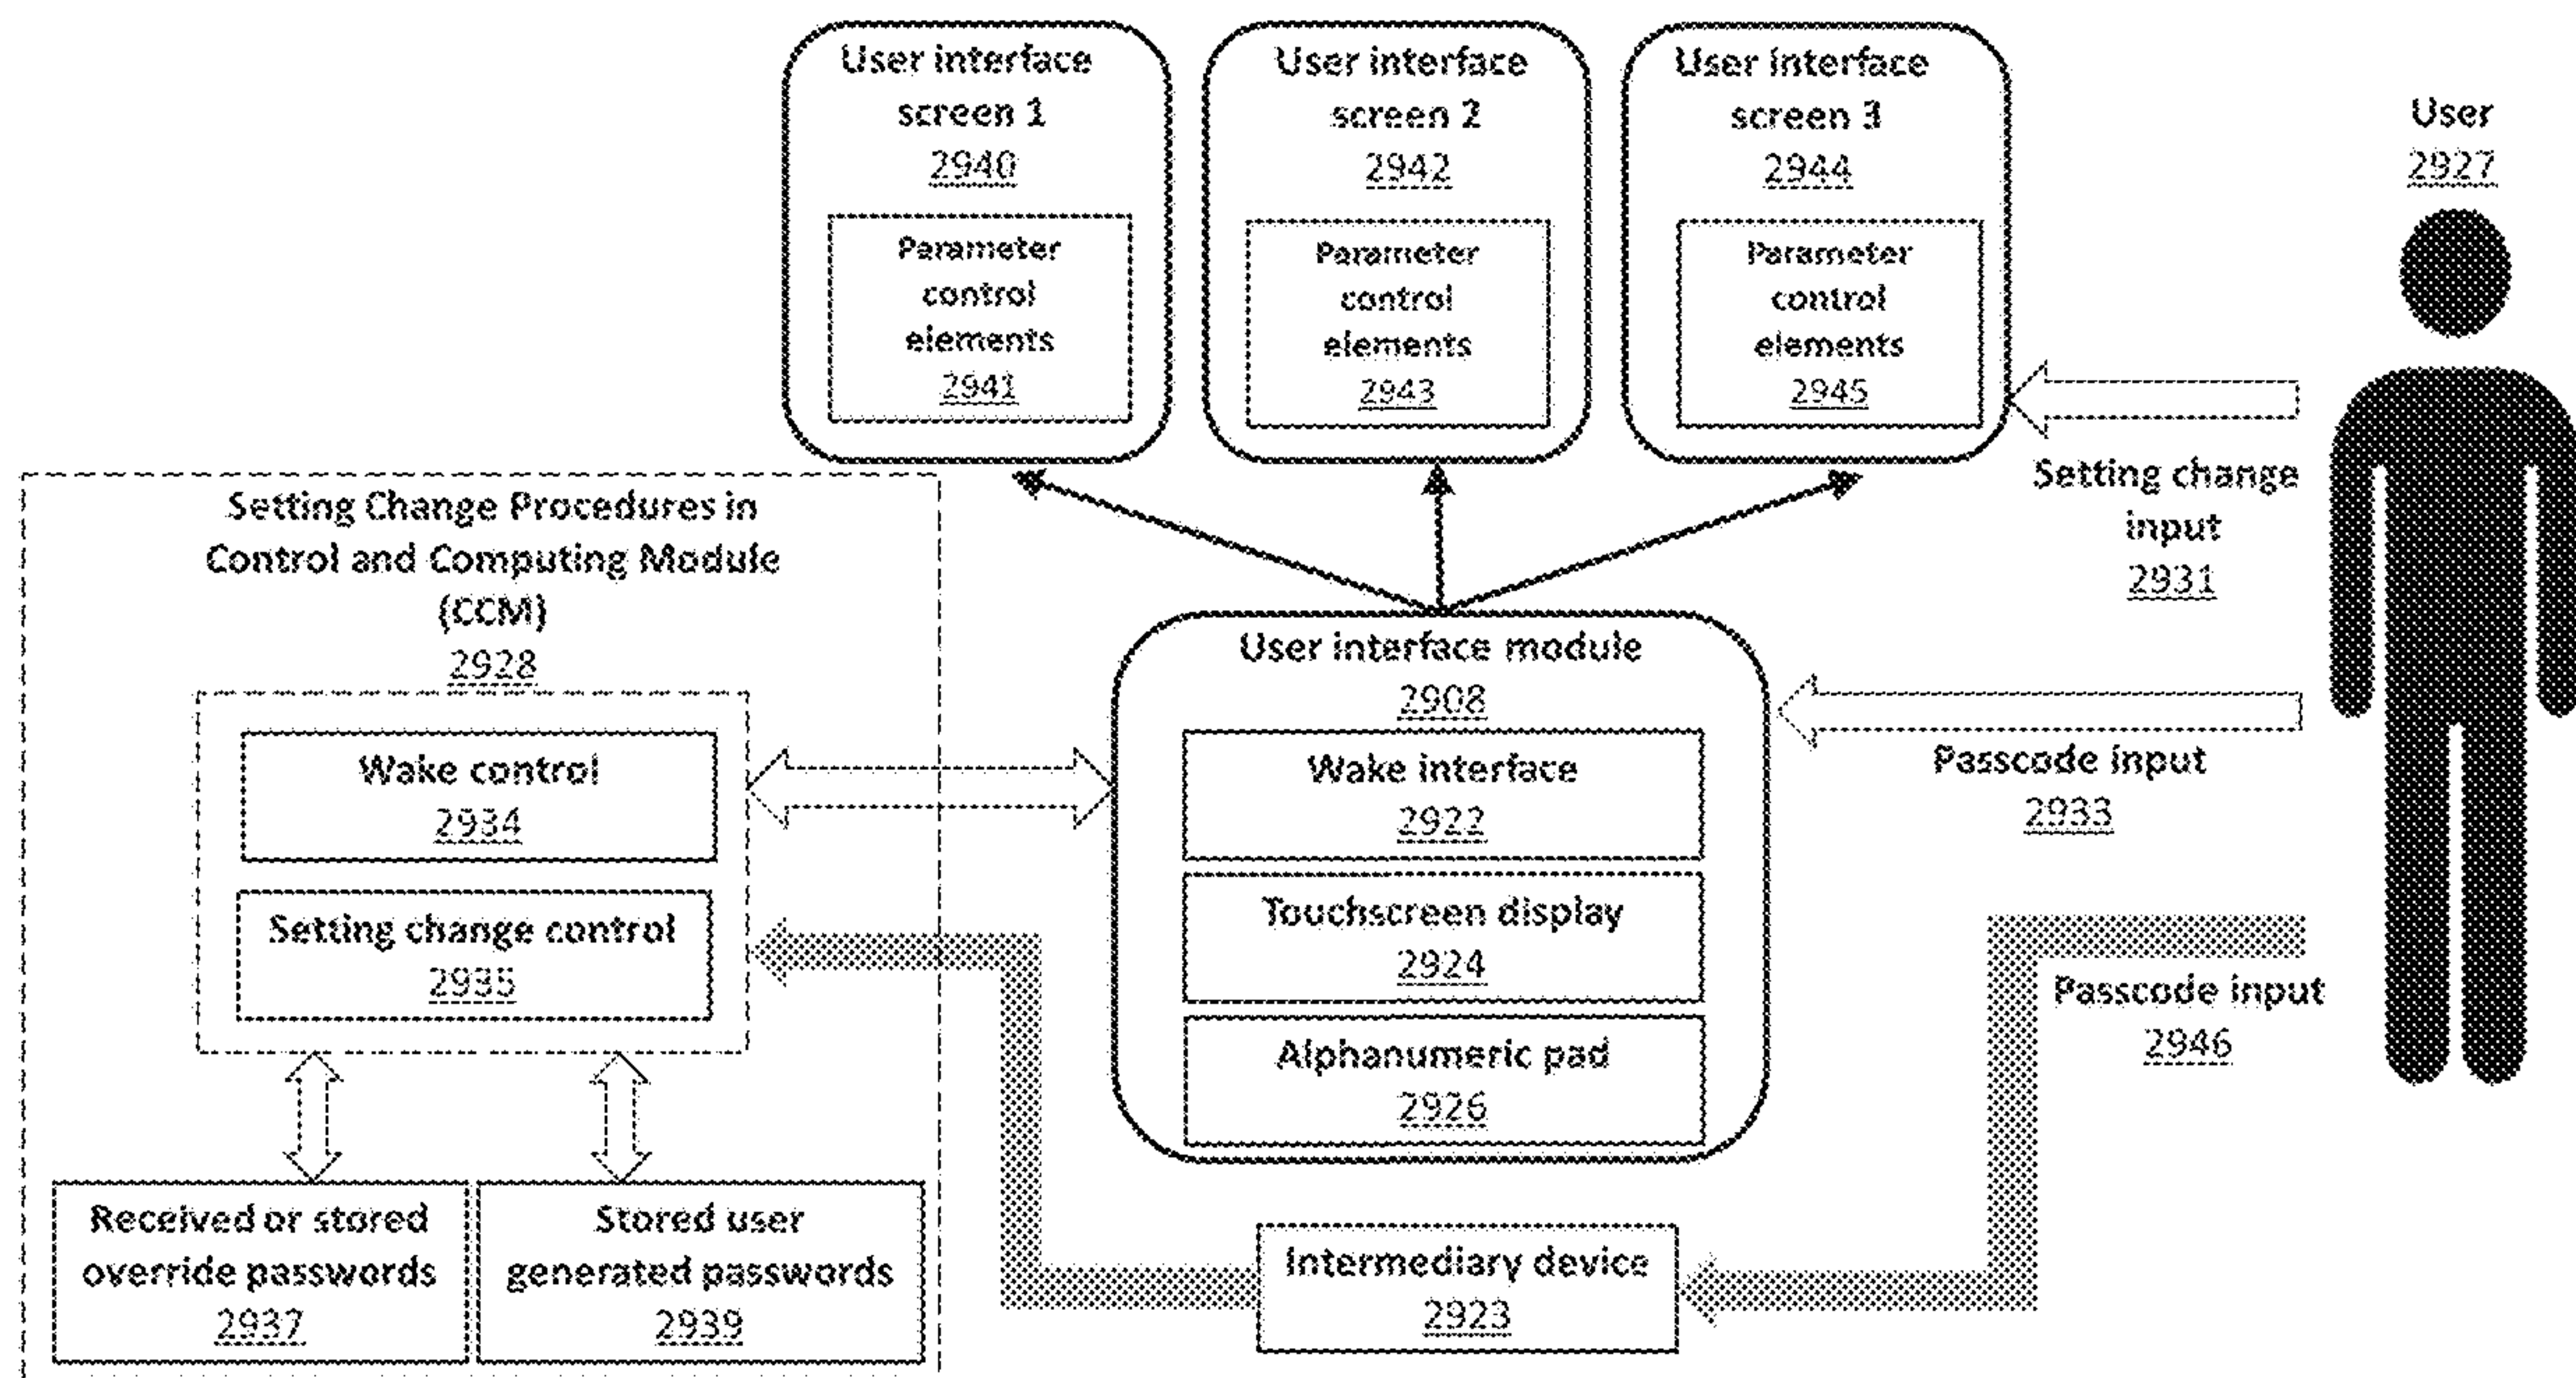 User interface
screen 1
2940
Parameter
control
elements
2941
User interface
screen 2
2942
Parameter
control
elements
2943
User interface
screen 3
2944
Parameter
control
elements
2945
User
2927
Setting change
input
2931
Setting Change Procedures in
Control and Computing Module
(CCM)
2928
Wake control
2934
Setting change control
2935
Received or stored
override passwords
2937
Stored user
generated passwords
2939
User interface module
2908
Wake interface
2922
Touchscreen display
2924
Alphanumeric pad
2926
Passcode input
2933
Passcode input
2946
Intermediary device
2923